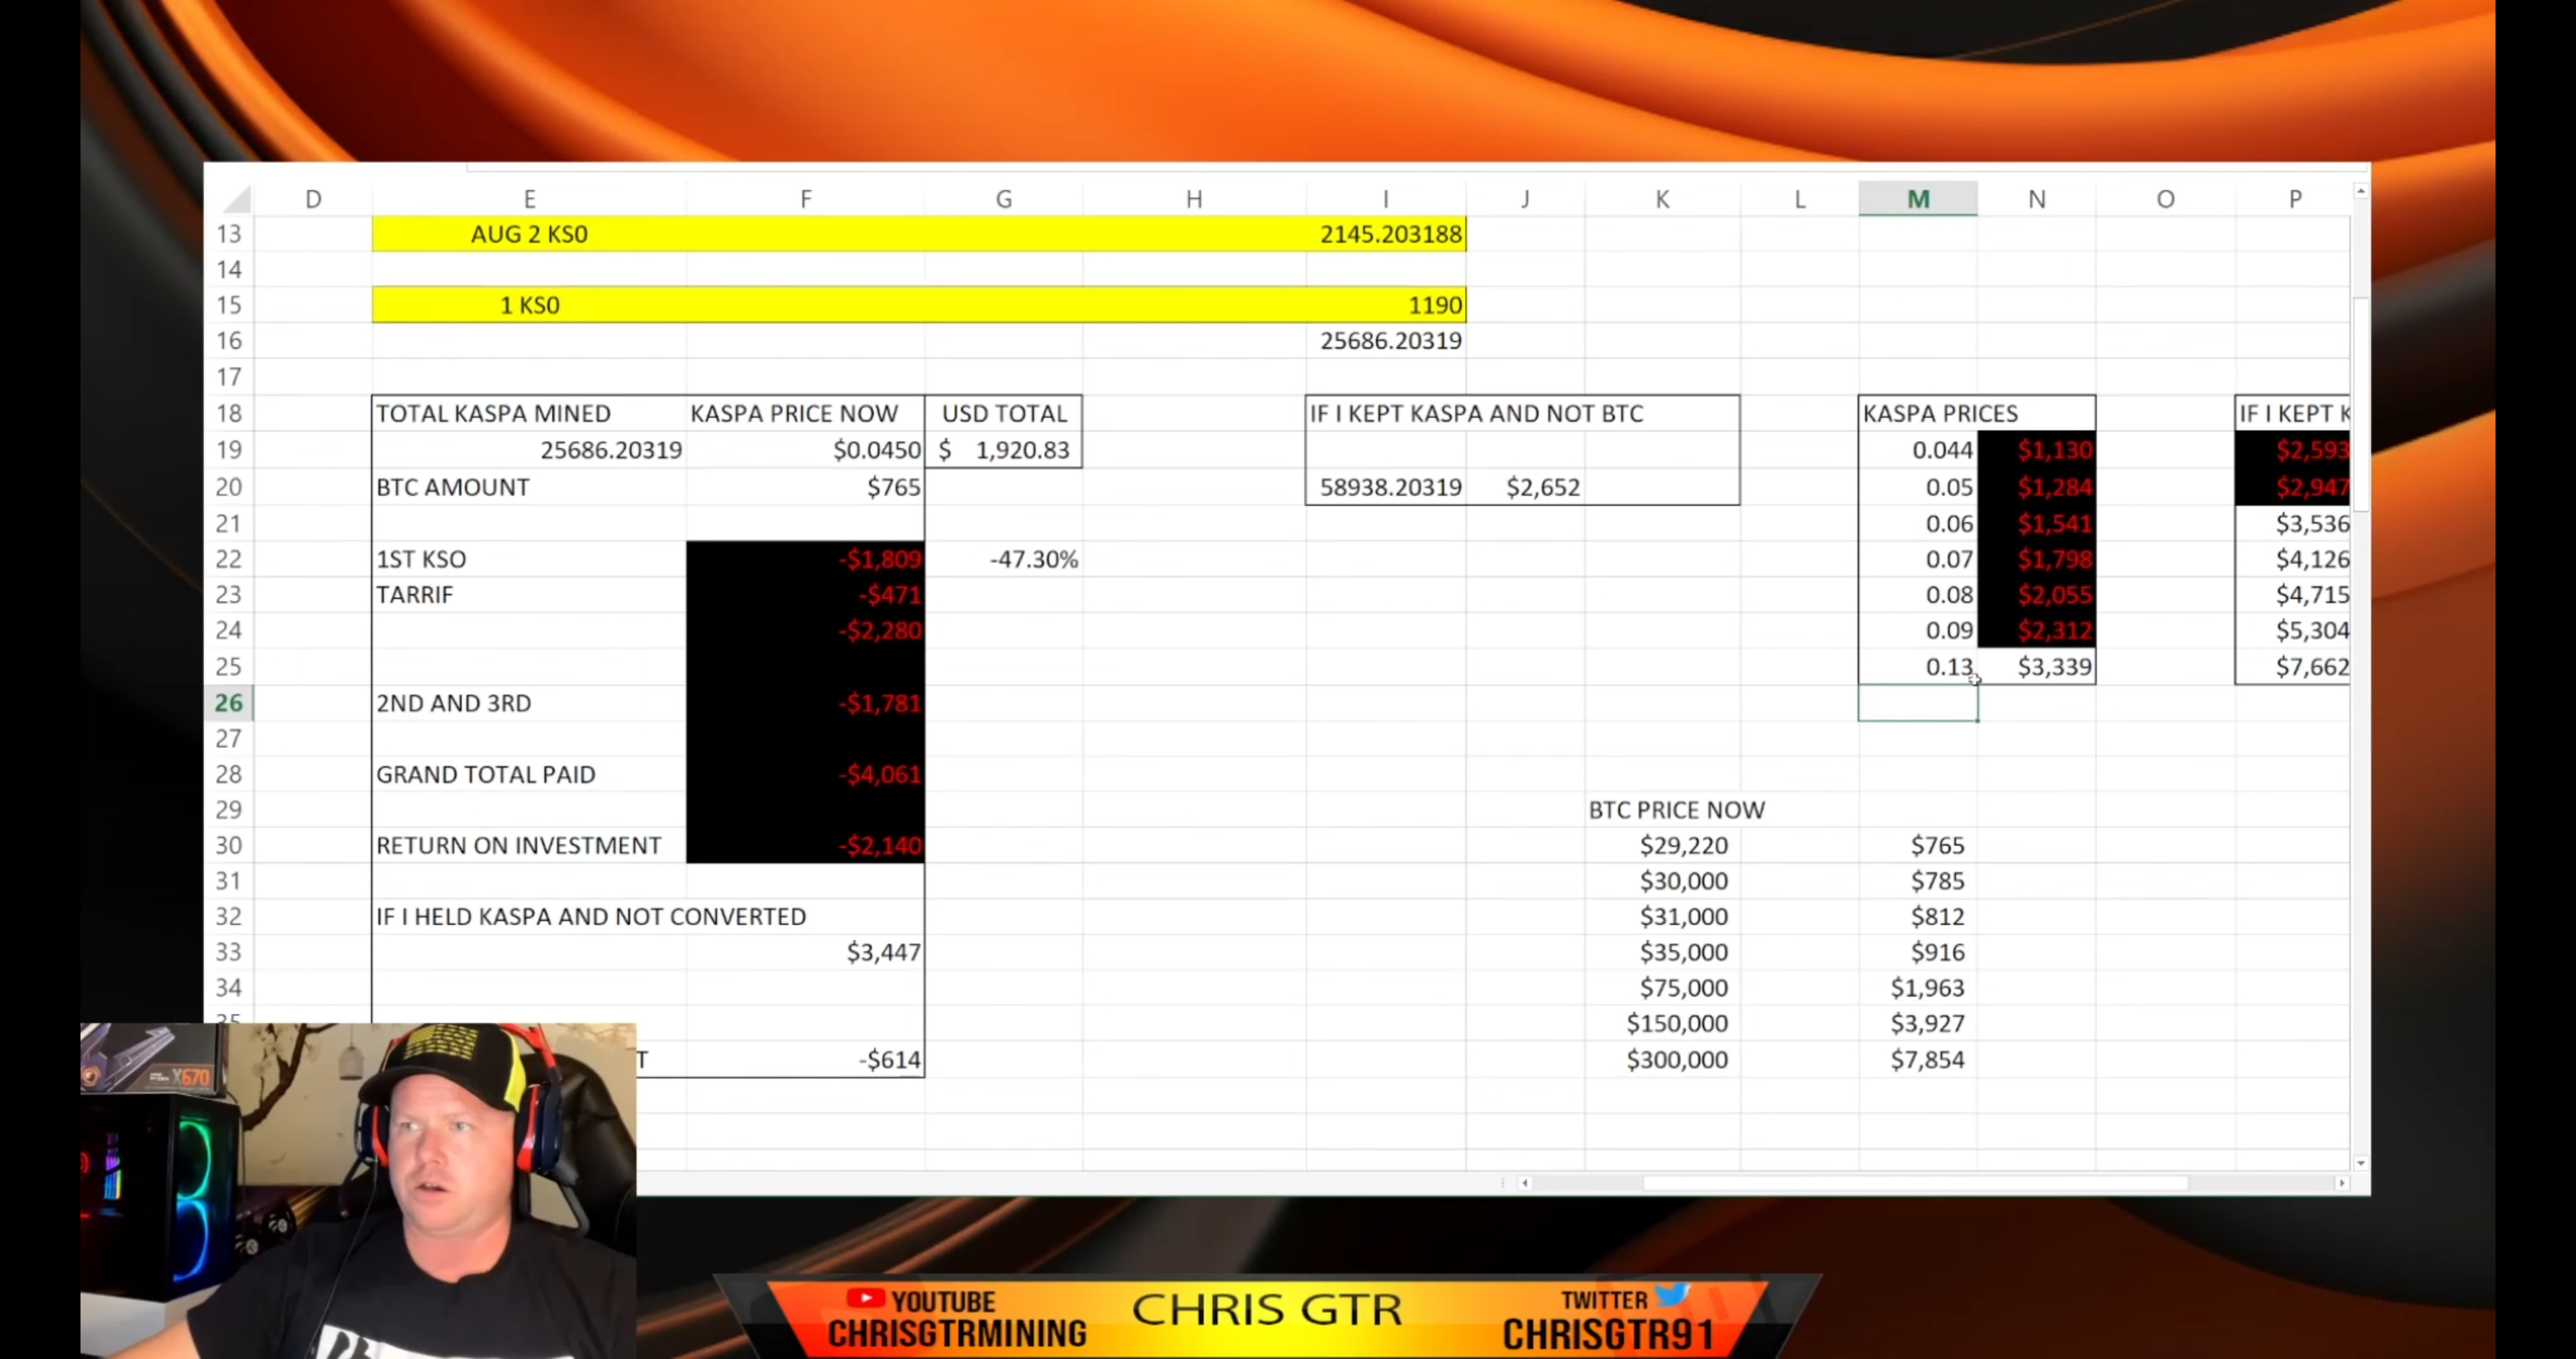 D E F G H I J K L M N O P
13 AUG 2 KS0 2145.203188
14
15 1 KS0 1190
16 25686.20319
17
18 TOTAL KASPA MINED KASPA PRICE NOW USD TOTAL IF I KEPT KASPA AND NOT BTC KASPA PRICES IF I KEPT K
19 25686.20319 $0.0450 $ 1,920.83 0.044 $1,130 $2,593
20 BTC AMOUNT $765 58938.20319 $2,652 0.05 $1,284 $2,947
21 0.06 $1,541 $3,536
22 1ST KSO -$1,809 -47.30% 0.07 $1,798 $4,126
23 TARRIF -$471 0.08 $2,055 $4,715
24 -$2,280 0.09 $2,312 $5,304
25 0.13 $3,339 $7,662
26 2ND AND 3RD -$1,781
27
28 GRAND TOTAL PAID -$4,061
29 BTC PRICE NOW
30 RETURN ON INVESTMENT -$2,140 $29,220 $765
31 $30,000 $785
32 IF I HELD KASPA AND NOT CONVERTED $31,000 $812
33 $3,447 $35,000 $916
34 $75,000 $1,963
35 $150,000 $3,927
T -$614 $300,000 $7,854
X670
YOUTUBE
CHRISGTRMINING
CHRIS GTR
TWITTER
CHRISGTR91